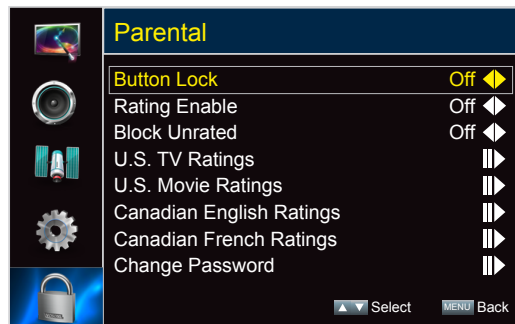 Parental
Button Lock Off
Rating Enable Off
Block Unrated Off
U.S. TV Ratings
U.S. Movie Ratings
Canadian English Ratings
Canadian French Ratings
Change Password
Select MENU Back